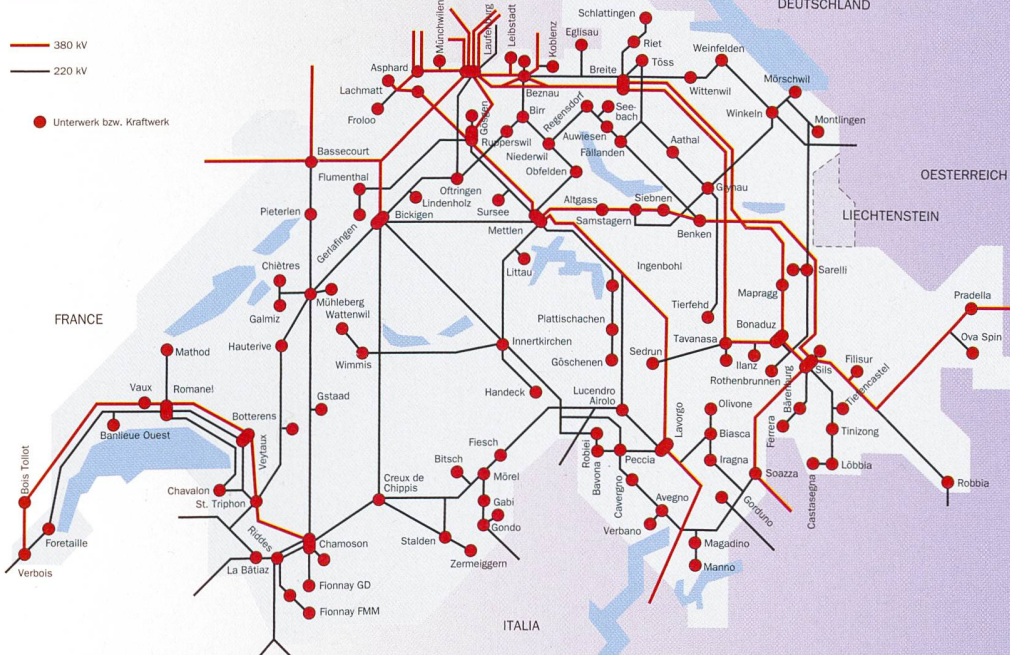 DEUTSCHLAND
Schlattingen
Münchwilen
Laufenburg
Leibstadt
Koblenz
Eglisau
Riet
Töss
Weinfelden
380 kV
220 kV
Asphard
Lachmatt
Froloo
Beznau
Birr
Breite
Wittenwil
Mörschwil
Winkeln
Montlingen
Unterwerk bzw. Kraftwerk
Gösgen
Rupperswil
Regensdorf
See-
bach
Auwiesen
Fällanden
Aathal
Bassecourt
Niederwil
Obfelden
Flumenthal
Oftringen
Lindenholz
Sursee
Altgass
Siebnen
Grynau
ÖSTERREICH
LIECHTENSTEIN
Pieterlen
Gerlafingen
Bickigen
Mettlen
Samstagern
Benken
Littau
Ingenbohl
Sarelli
Chiètres
Galmiz
Mühleberg
Wattenwil
Mapragg
Pradella
FRANCE
Tierfehd
Plattischachen
Bonaduz
Hauterive
Innertkirchen
Tavanasa
Ova Spin
Mathod
Wimmis
Göschenen
Sedrun
Ilanz
Rothenbrunnen
Sils
Filisur
Tiefencastel
Vaux
Romanel
Handeck
Lucendro
Airolo
Bärenburg
Gstaad
Olivone
Botterens
Banlieue Ouest
Lavorgo
Biasca
Ferrera
Tinizong
Veytaux
Fiesch
Robiei
Bavona
Peccia
Iragna
Löbbia
Bois Tollot
Bitsch
Mörel
Cavergno
Soazza
Castasegna
Robbia
Creux de
Chippis
Chavalon
St. Triphon
Gabi
Avegno
Gorduno
Gondo
Verbano
Foretaille
Riddes
Chamoson
Stalden
Magadino
Verbois
La Bâtiaz
Zermeiggern
Manno
Fionnay GD
Fionnay FMM
ITALIA